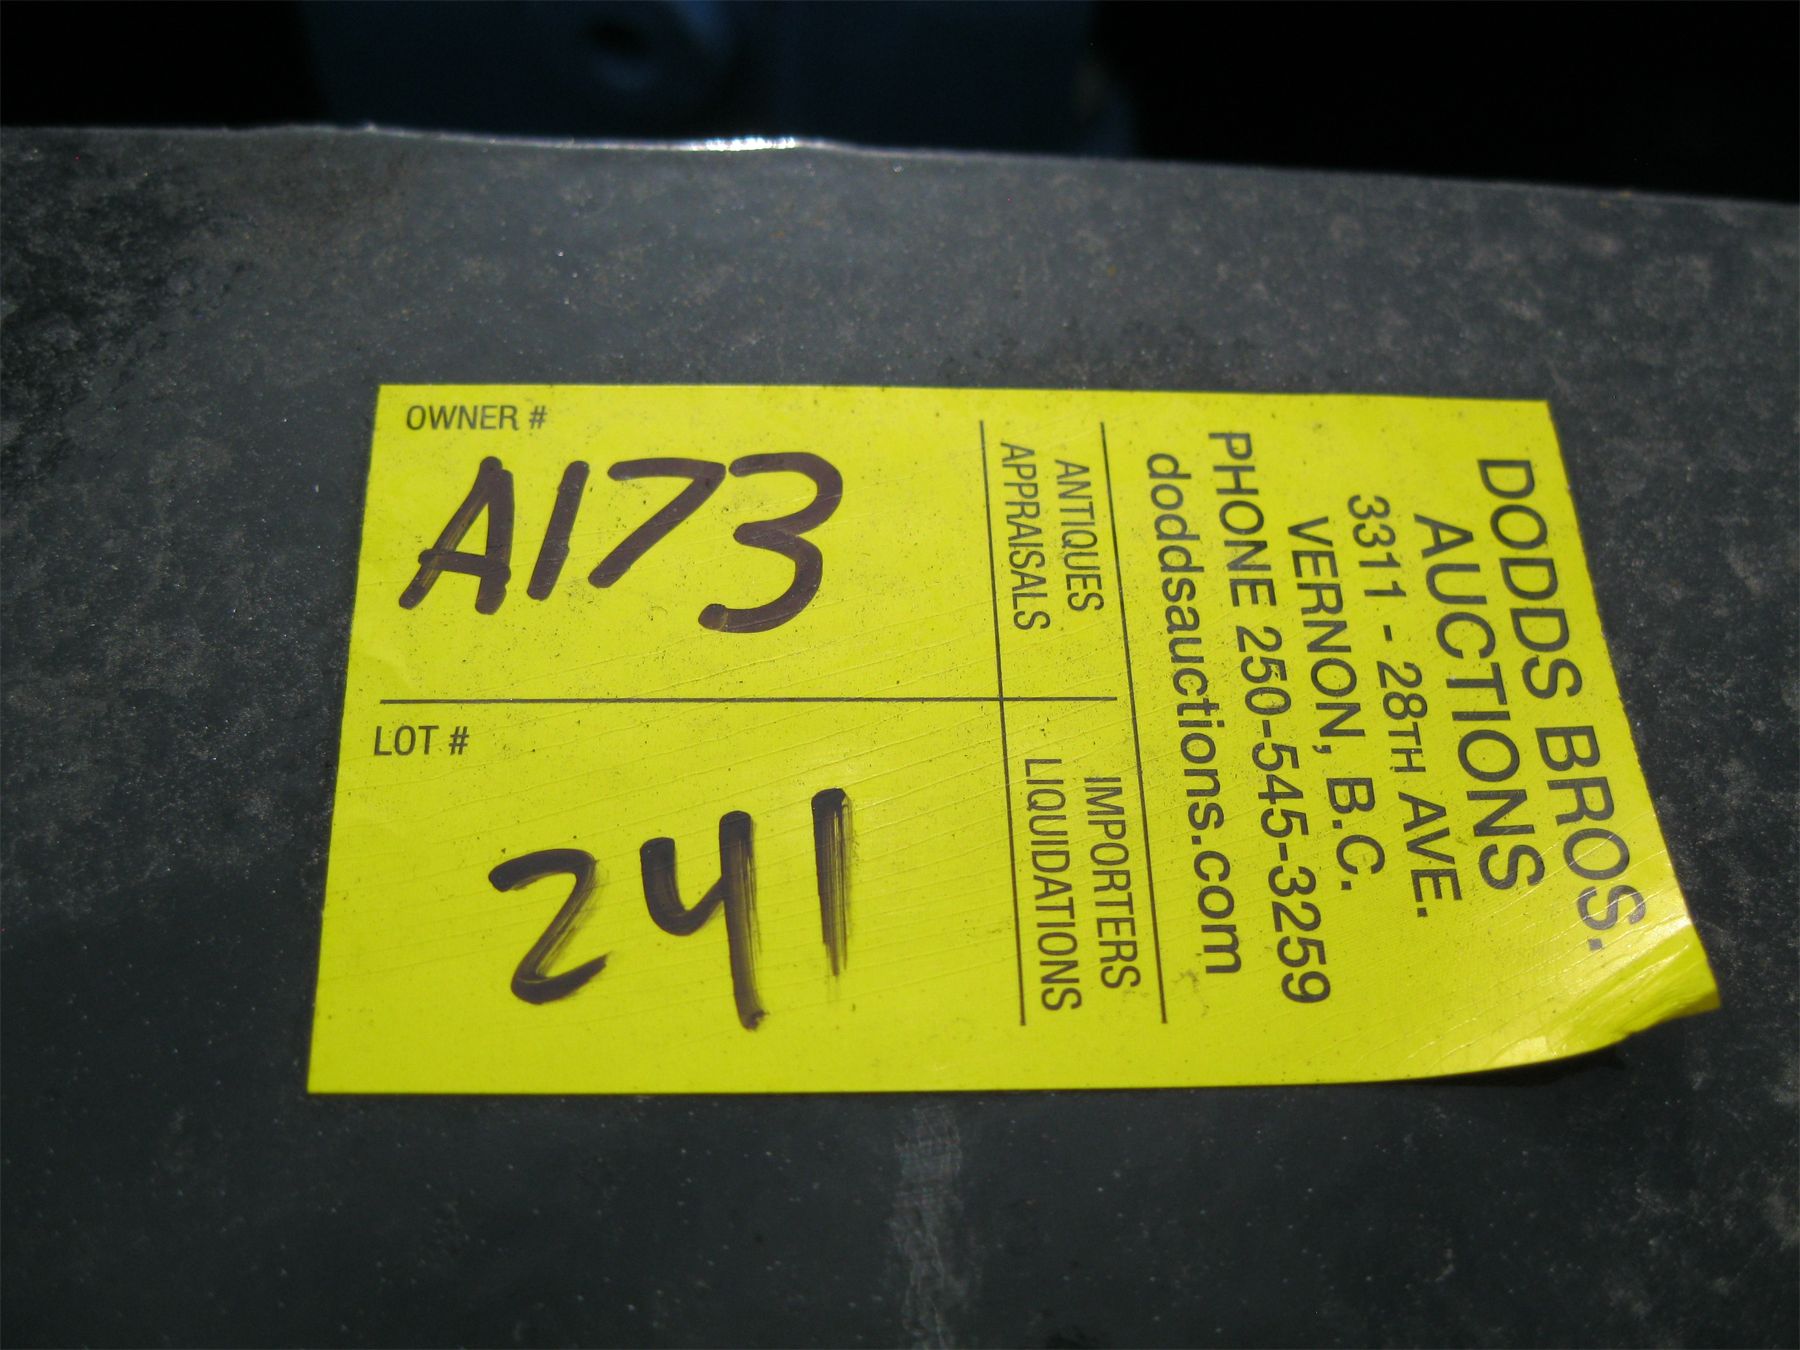 OWNER #
A173
LOT #
241
DODDS BROS.
AUCTIONS
3311 - 28TH AVE.
VERNON, B.C.
PHONE 250-545-3259
doddsauctions.com
ANTIQUES IMPORTERS
APPRAISALS LIQUIDATIONS